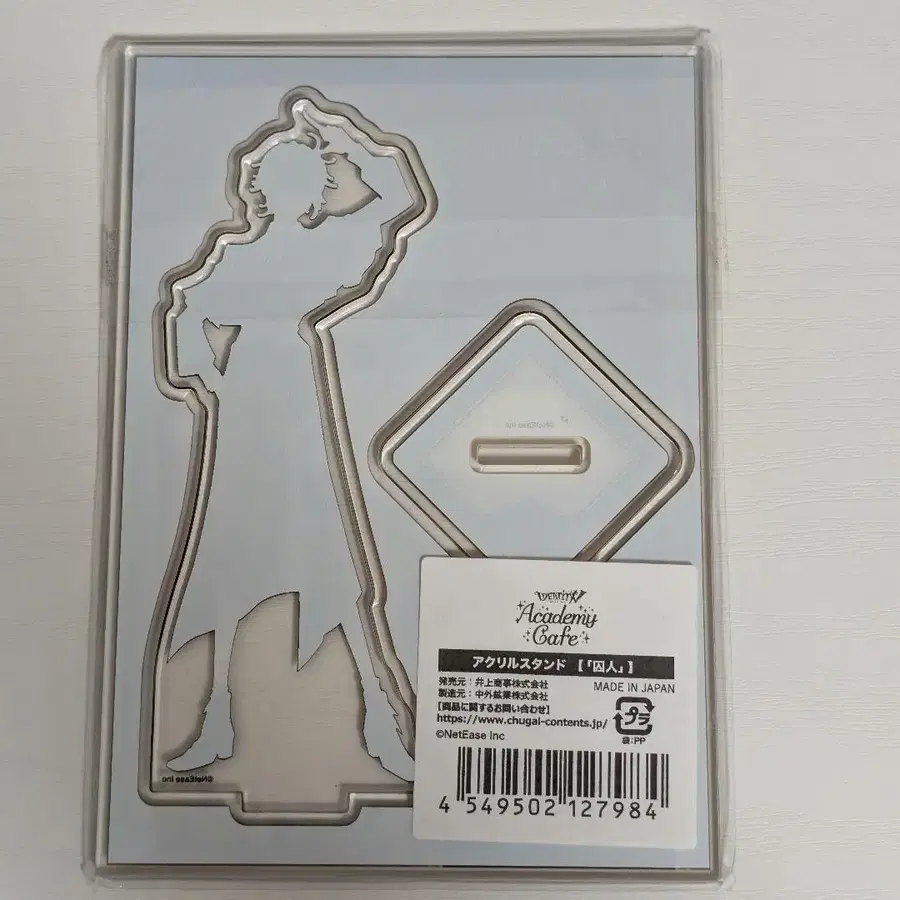 ©NetEase Inc
©NetEase Inc
IDENTITY V
Academy
Cafe
アクリルスタンド 【「囚人」】
発売元:井上商事株式会社
製造元:中外鉱業株式会社
MADE IN JAPAN
【商品に関するお問い合わせ】
https://www.chugai-contents.jp/
プラ
袋:PP
©NetEase Inc
4 549502 127984